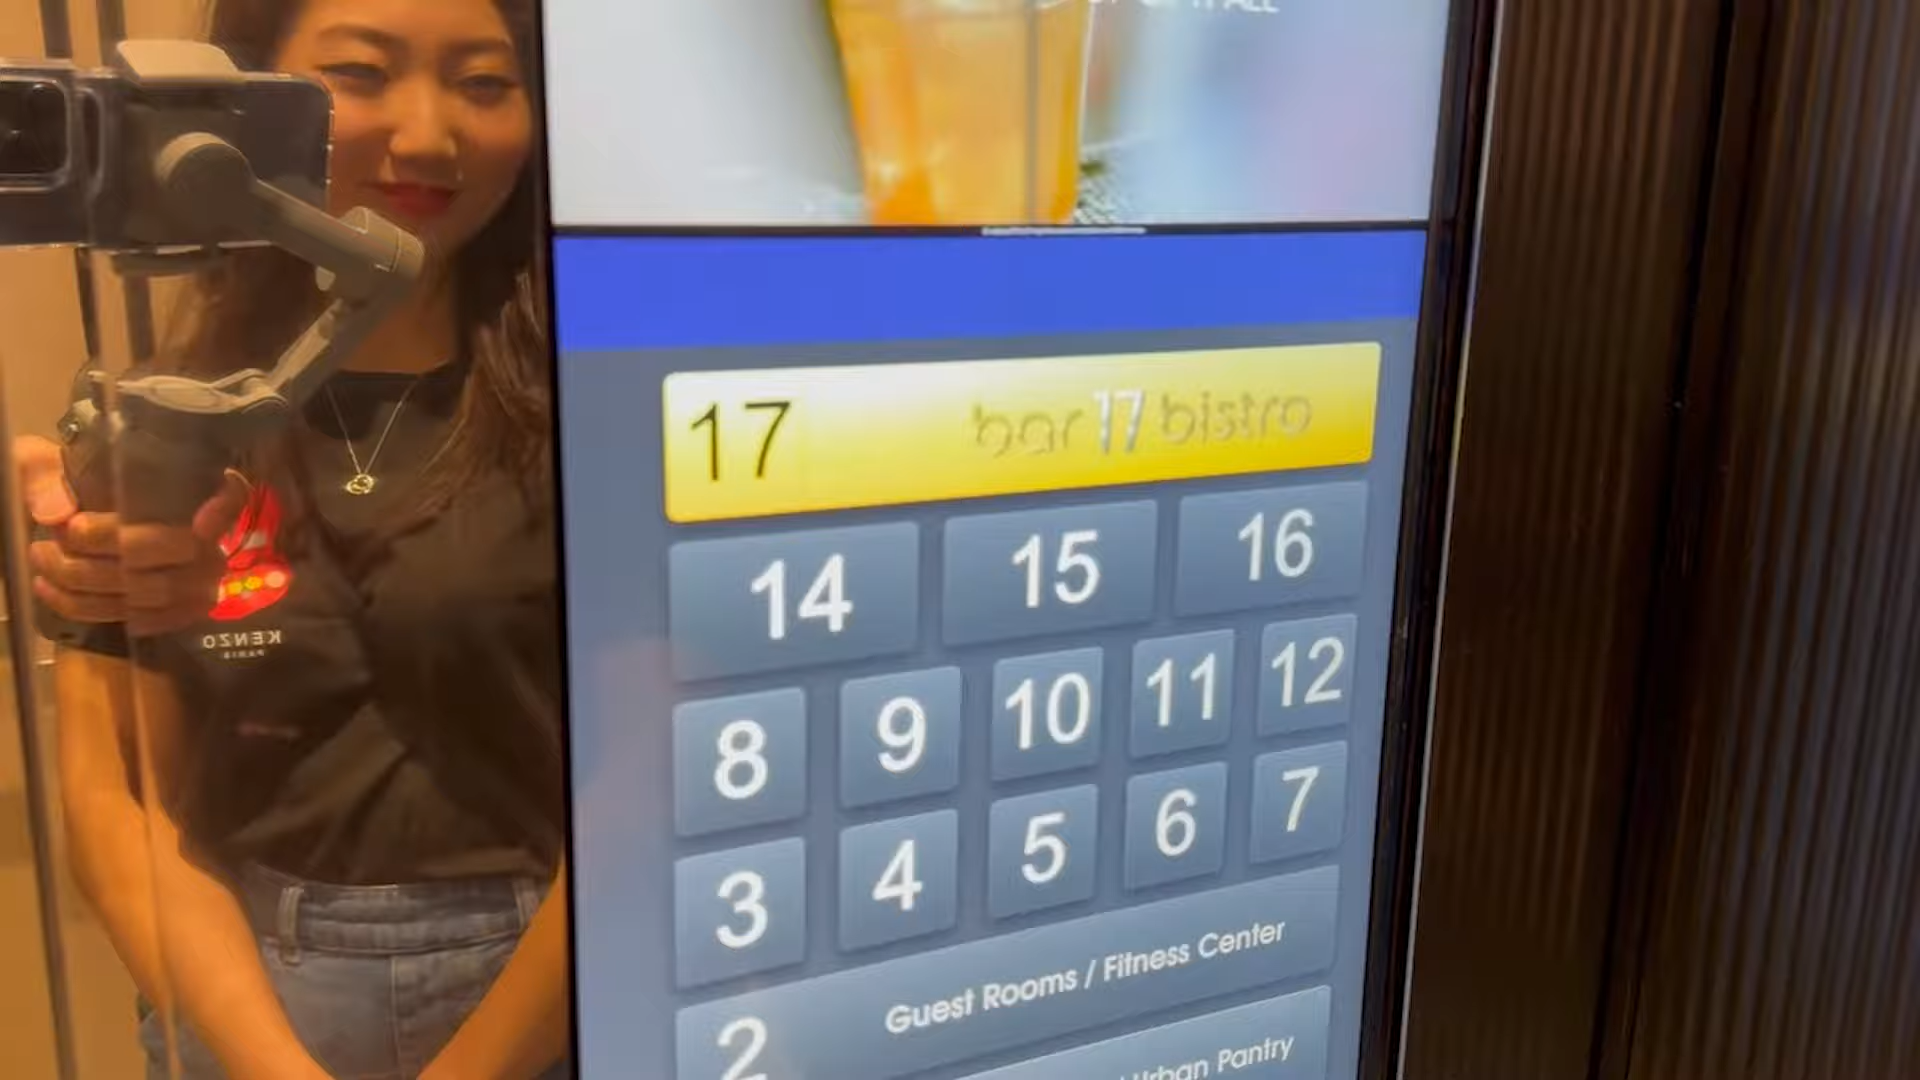 17 bar 17 bistro
14 15 16
8 9 10 11 12
3 4 5 6 7
2 Guest Rooms / Fitness Center
Urban Pantry
KENZO
PARIS